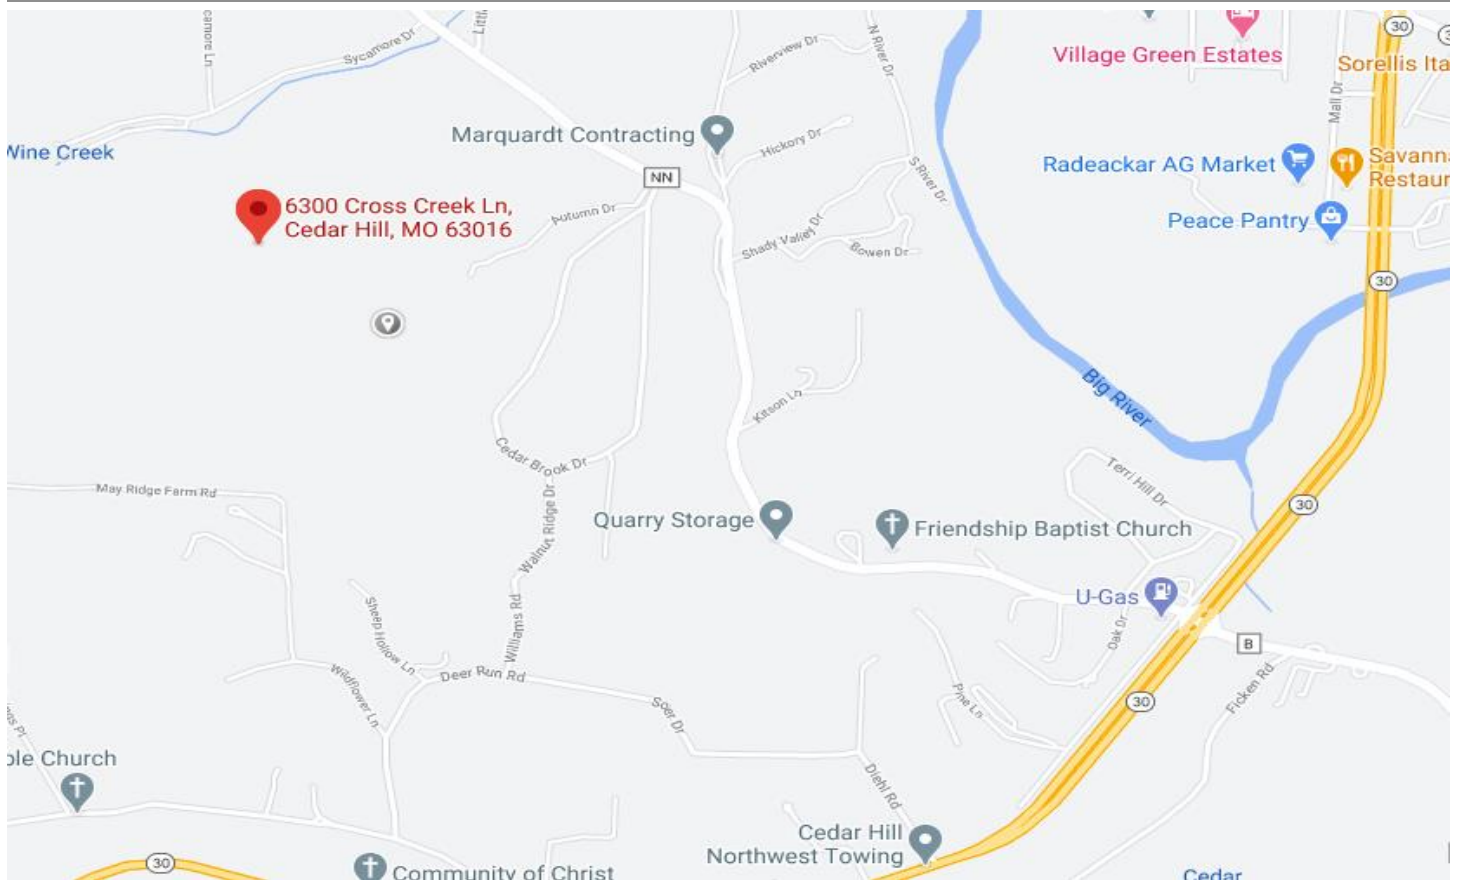 30
Village Green Estates
Sorellis Ita
Sycamore Dr
Riverview Dr
N River Dr
Mall Dr
Marquardt Contracting
Hickory Dr
Wine Creek
Radeackar AG Market
Restaur
NN
S River Dr
6300 Cross Creek Ln,
Cedar Hill, MO 63016
Autumn Dr
Peace Pantry
Shady Valley Dr
Bowen Dr
30
Big River
Kitson Ln
Cedar Brook Dr
Terri Hill Dr
May Ridge Farm Rd
30
Walnut Ridge Dr
Quarry Storage
Friendship Baptist Church
U-Gas
Sheep Hollow Ln
Williams Rd
Oak Dr
B
Wildflower Ln
Deer Run Rd
Soer Dr
Pine Ln
Ficken Rd
30
Church
Diehl Rd
Cedar Hill
Northwest Towing
30
Community of Christ
Cedar